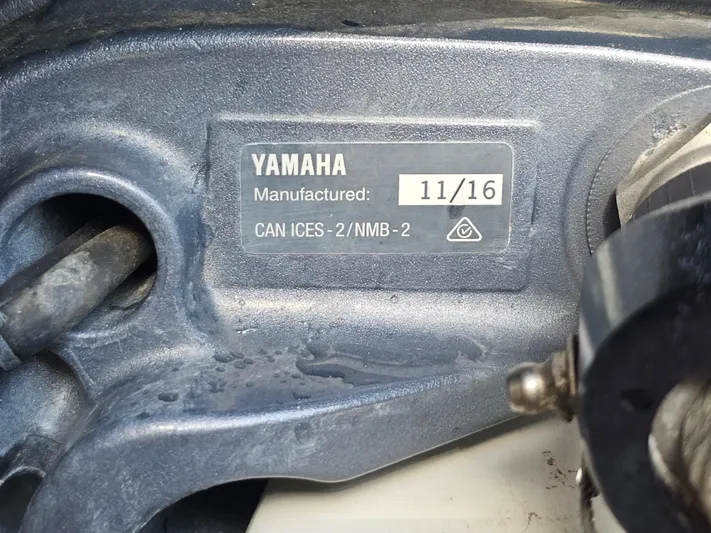 YAMAHA
Manufactured: 11/16
CAN ICES-2/NMB-2